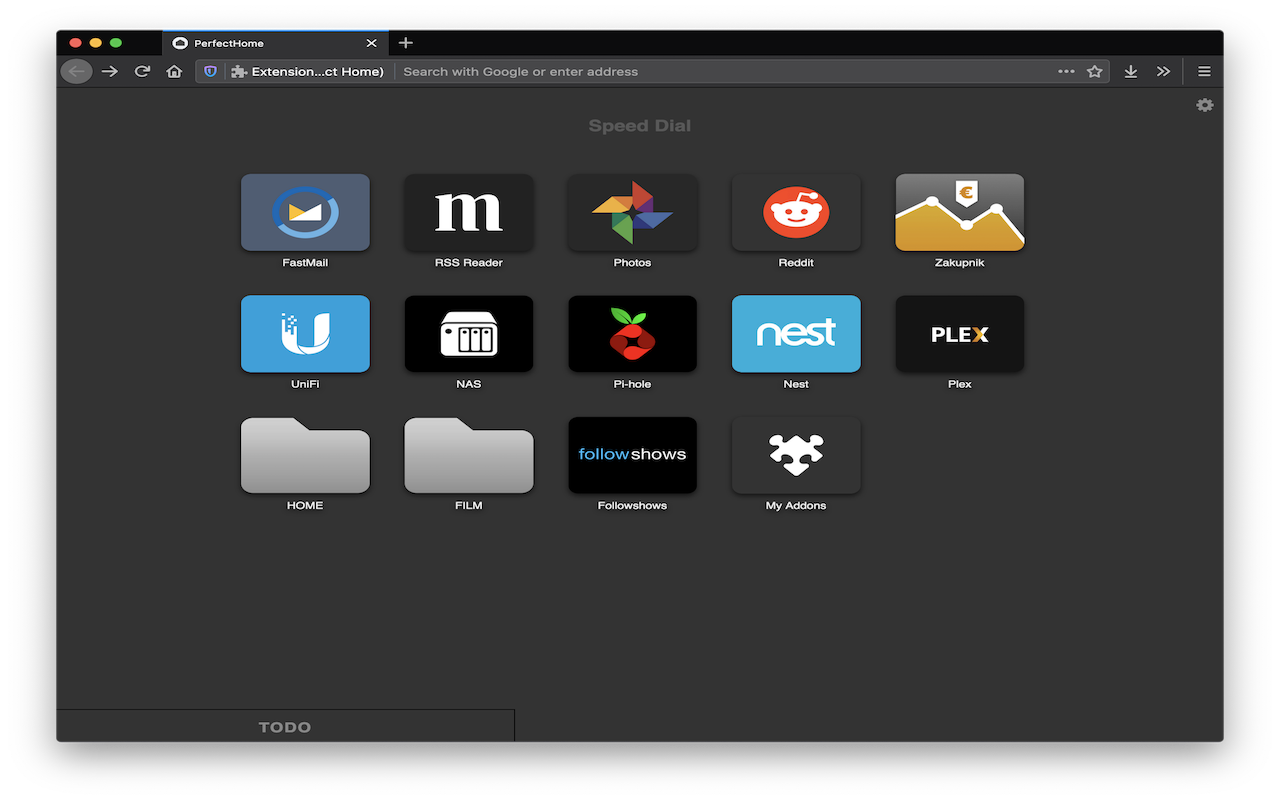 PerfectHome
Extension...ct Home) Search with Google or enter address
Speed Dial
m
€
FastMail RSS Reader Photos Reddit Zakupnik
nest PLEX
UniFi NAS Pi-hole Nest Plex
followshows
HOME FILM Followshows My Addons
TODO